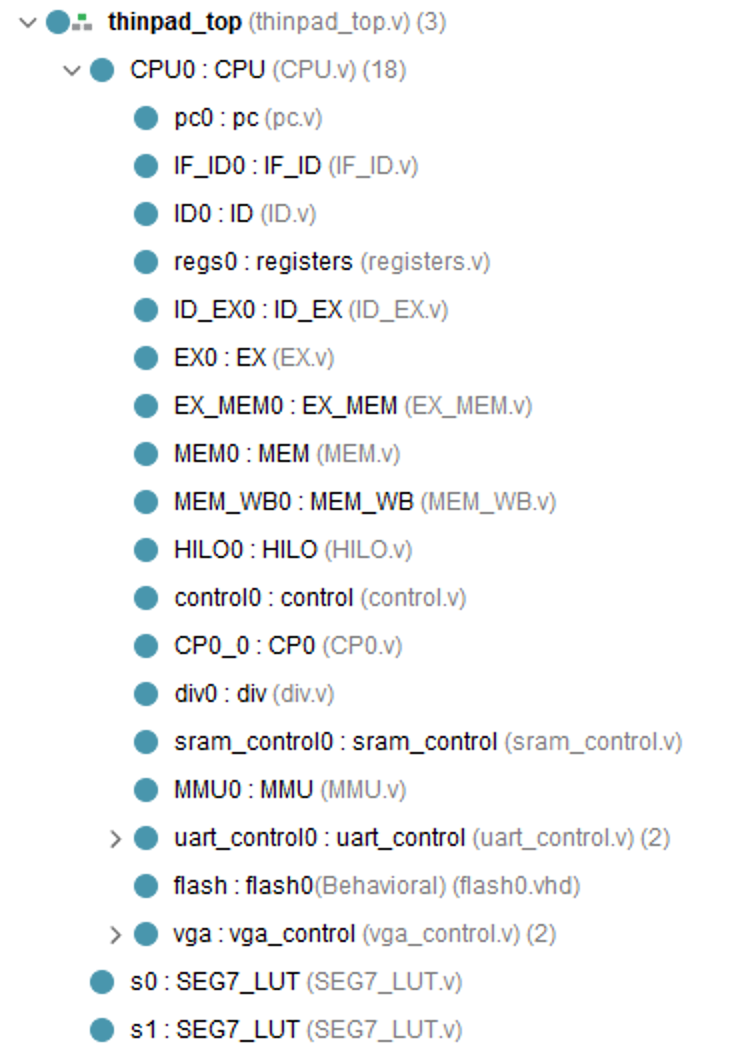 thinpad_top (thinpad_top.v) (3)
CPU0 : CPU (CPU.v) (18)
pc0 : pc (pc.v)
IF_ID0 : IF_ID (IF_ID.v)
ID0 : ID (ID.v)
regs0 : registers (registers.v)
ID_EX0 : ID_EX (ID_EX.v)
EX0 : EX (EX.v)
EX_MEM0 : EX_MEM (EX_MEM.v)
MEM0 : MEM (MEM.v)
MEM_WB0 : MEM_WB (MEM_WB.v)
HILO0 : HILO (HILO.v)
control0 : control (control.v)
CP0_0 : CP0 (CP0.v)
div0 : div (div.v)
sram_control0 : sram_control (sram_control.v)
MMU0 : MMU (MMU.v)
uart_control0 : uart_control (uart_control.v) (2)
flash : flash0(Behavioral) (flash0.vhd)
vga : vga_control (vga_control.v) (2)
s0 : SEG7_LUT (SEG7_LUT.v)
s1 : SEG7_LUT (SEG7_LUT.v)